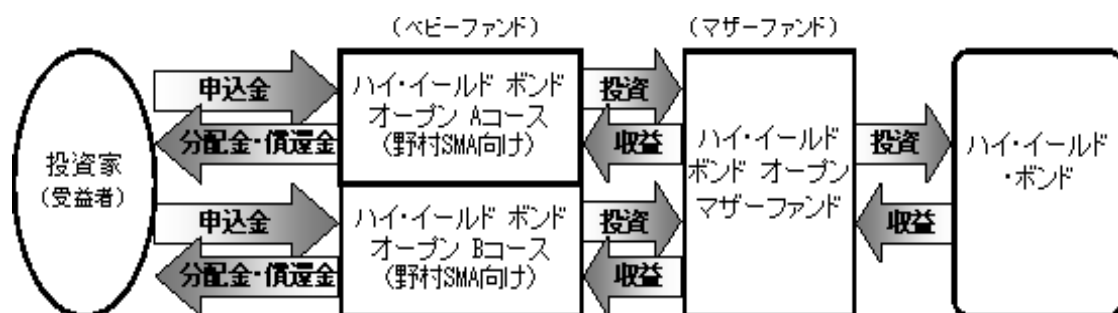 (ベビーファンド)
(マザーファンド)
投資家
(受益者)
申込金
分配金・償還金
申込金
分配金・償還金
ハイ・イールド ボンド
オープン Aコース
(野村SMA向け)
ハイ・イールド ボンド
オープン Bコース
(野村SMA向け)
投資
収益
投資
収益
ハイ・イールド
ボンド オープン
マザーファンド
投資
収益
ハイ・イールド
・ボンド